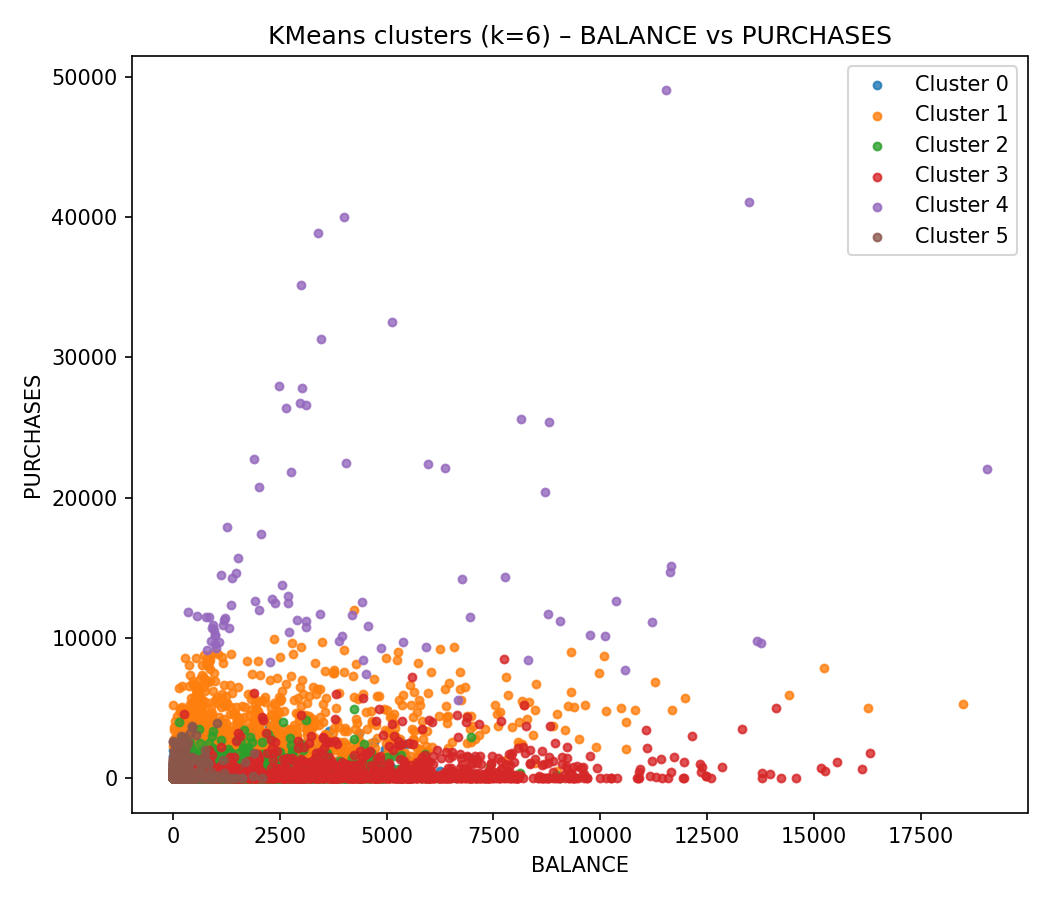 KMeans clusters (k=6) – BALANCE vs PURCHASES
Cluster 0
Cluster 1
Cluster 2
Cluster 3
Cluster 4
Cluster 5
PURCHASES
50000
40000
30000
20000
10000
0
0 2500 5000 7500 10000 12500 15000 17500
BALANCE